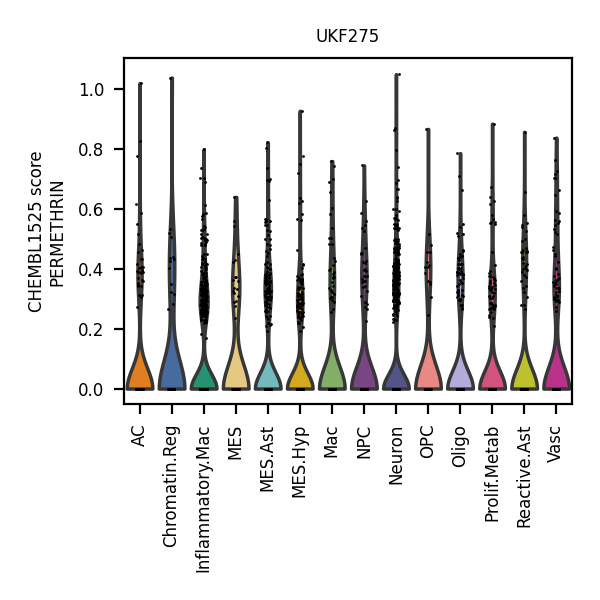 UKF275
CHEMBL1525 score
PERMETHRIN
1.0
0.8
0.6
0.4
0.2
0.0
AC
Chromatin.Reg
Inflammatory.Mac
MES
MES.Ast
MES.Hyp
Mac
NPC
Neuron
OPC
Oligo
Prolif.Metab
Reactive.Ast
Vasc